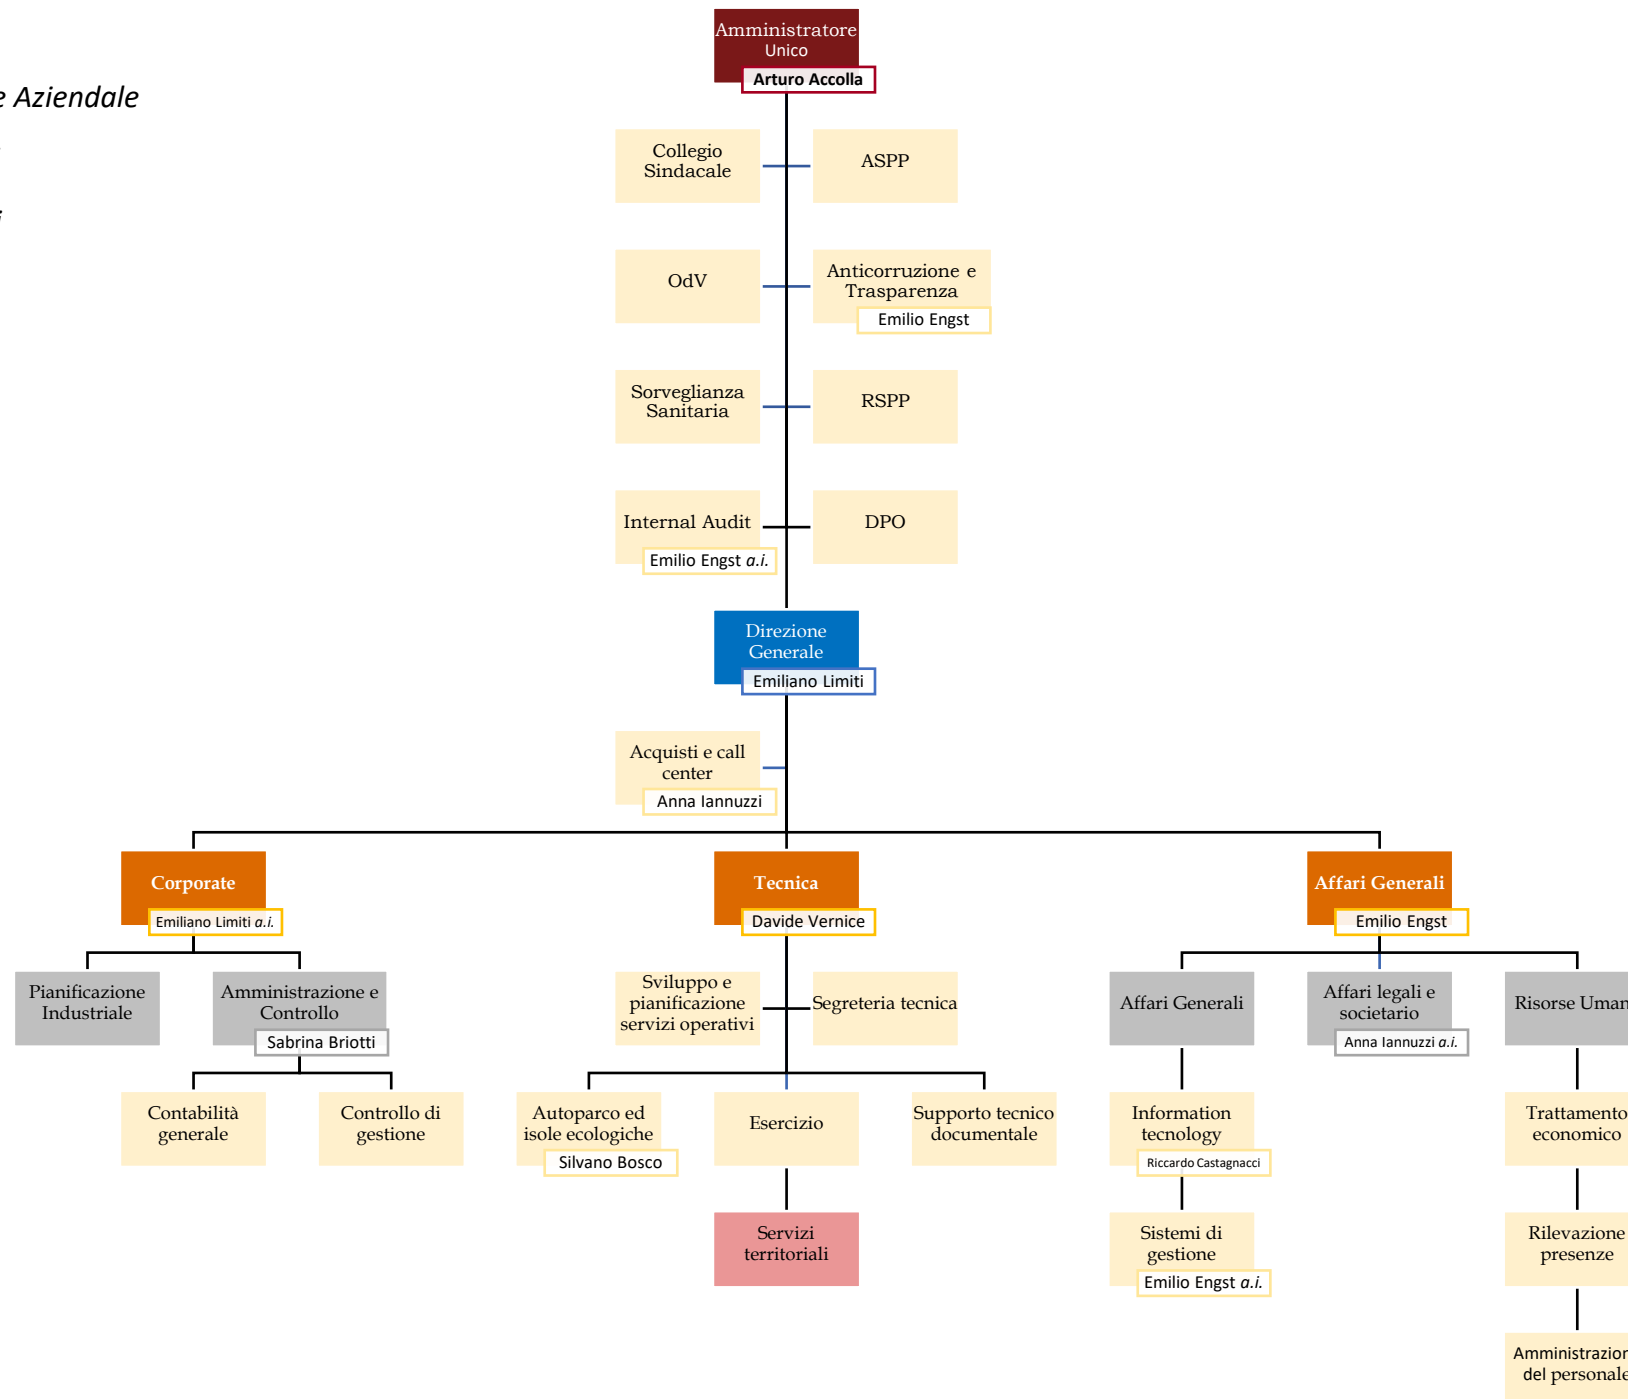 Amministratore
Unico
Arturo Accolla
Aziendale
Collegio
Sindacale
ASPP
OdV
Anticorruzione e
Trasparenza
Emilio Engst
Sorveglianza
Sanitaria
RSPP
Internal Audit
Emilio Engst a.i.
DPO
Direzione
Generale
Emiliano Limiti
Acquisti e call
center
Anna Iannuzzi
Corporate
Emiliano Limiti a.i.
Tecnica
Davide Vernice
Affari Generali
Emilio Engst
Pianificazione
Industriale
Amministrazione e
Controllo
Sabrina Briotti
Sviluppo e
pianificazione
servizi operativi
Segreteria tecnica
Affari Generali
Affari legali e
societario
Anna Iannuzzi a.i.
Risorse
Contabilità
generale
Controllo di
gestione
Autoparco ed
isole ecologiche
Silvano Bosco
Esercizio
Supporto tecnico
documentale
Information
tecnology
Riccardo Castagnacci
Trattamento
economico
Servizi
territoriali
Sistemi di
gestione
Emilio Engst a.i.
Rilevazione
presenze
del personale